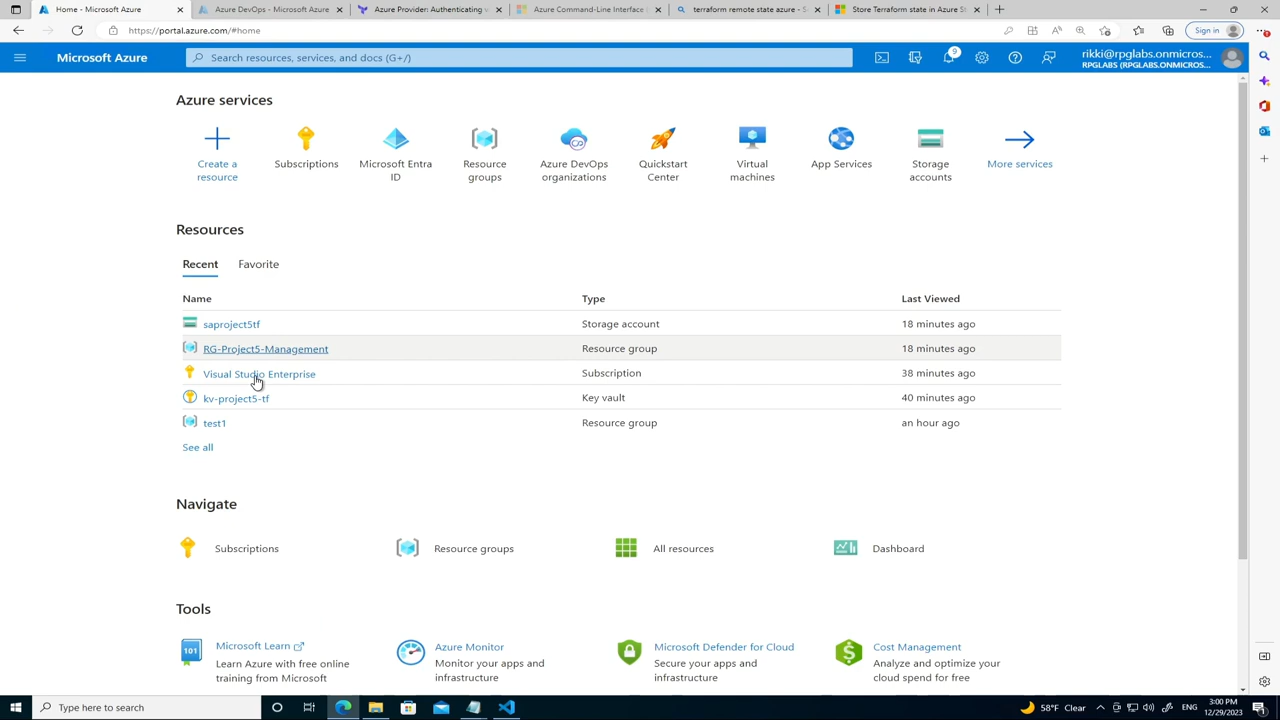 Home - Microsoft Azure
Azure DevOps - Microsoft Azure
Azure Provider: Authenticating v
Azure Command-Line Interface (
terraform remote state azure - S
Store Terraform state in Azure St
https://portal.azure.com/#home
Sign in
Microsoft Azure
Search resources, services, and docs (G+/)
9
rikki@rpglabs.onmicros...
RPGLABS (RPGLABS.ONMICROS...
Azure services
Create a resource
Subscriptions
Microsoft Entra ID
Resource groups
Azure DevOps organizations
Quickstart Center
Virtual machines
App Services
Storage accounts
More services
Resources
Recent
Favorite
Name Type Last Viewed
saproject5tf Storage account 18 minutes ago
RG-Project5-Management Resource group 18 minutes ago
Visual Studio Enterprise Subscription 38 minutes ago
kv-project5-tf Key vault 40 minutes ago
test1 Resource group an hour ago
See all
Navigate
Subscriptions
Resource groups
All resources
Dashboard
Tools
101
Microsoft Learn
Learn Azure with free online
training from Microsoft
Azure Monitor
Monitor your apps and
infrastructure
Microsoft Defender for Cloud
Secure your apps and
infrastructure
Cost Management
Analyze and optimize your
cloud spend for free
Type here to search
58°F Clear
ENG
3:00 PM
12/29/2023